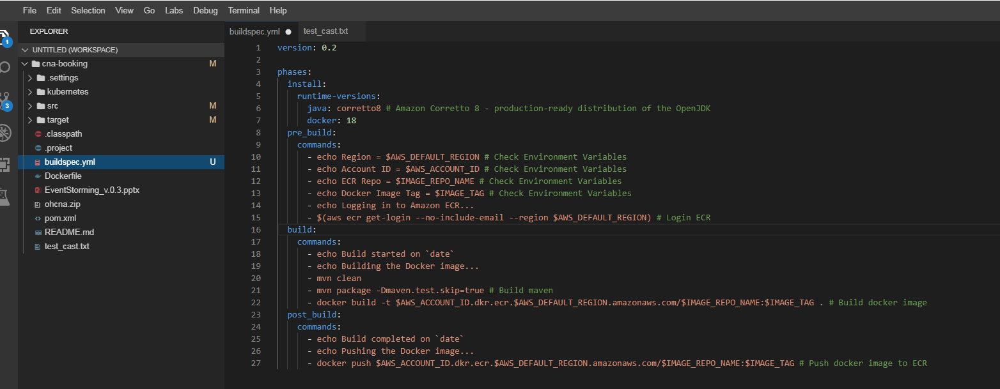 File Edit Selection View Go Labs Debug Terminal Help
EXPLORER
buildspec.yml
test_cast.txt
1
3
UNTITLED (WORKSPACE)
cna-booking M
.settings
kubernetes
src M
target M
.classpath
.project
buildspec.yml U
Dockerfile
EventStorming_v.0.3.pptx
ohcna.zip
pom.xml
README.md
test_cast.txt
1 version: 0.2
2
3 phases:
4 install:
5 runtime-versions:
6 java: corretto8 # Amazon Corretto 8 - production-ready distribution of the OpenJDK
7 docker: 18
8 pre_build:
9 commands:
10 - echo Region = $AWS_DEFAULT_REGION # Check Environment Variables
11 - echo Account ID = $AWS_ACCOUNT_ID # Check Environment Variables
12 - echo ECR Repo = $IMAGE_REPO_NAME # Check Environment Variables
13 - echo Docker Image Tag = $IMAGE_TAG # Check Environment Variables
14 - echo Logging in to Amazon ECR...
15 - $(aws ecr get-login --no-include-email --region $AWS_DEFAULT_REGION) # Login ECR
16 build:
17 commands:
18 - echo Build started on `date`
19 - echo Building the Docker image...
20 - mvn clean
21 - mvn package -Dmaven.test.skip=true # Build maven
22 - docker build -t $AWS_ACCOUNT_ID.dkr.ecr.$AWS_DEFAULT_REGION.amazonaws.com/$IMAGE_REPO_NAME:$IMAGE_TAG . # Build docker image
23 post_build:
24 commands:
25 - echo Build completed on `date`
26 - echo Pushing the Docker image...
27 - docker push $AWS_ACCOUNT_ID.dkr.ecr.$AWS_DEFAULT_REGION.amazonaws.com/$IMAGE_REPO_NAME:$IMAGE_TAG # Push docker image to ECR